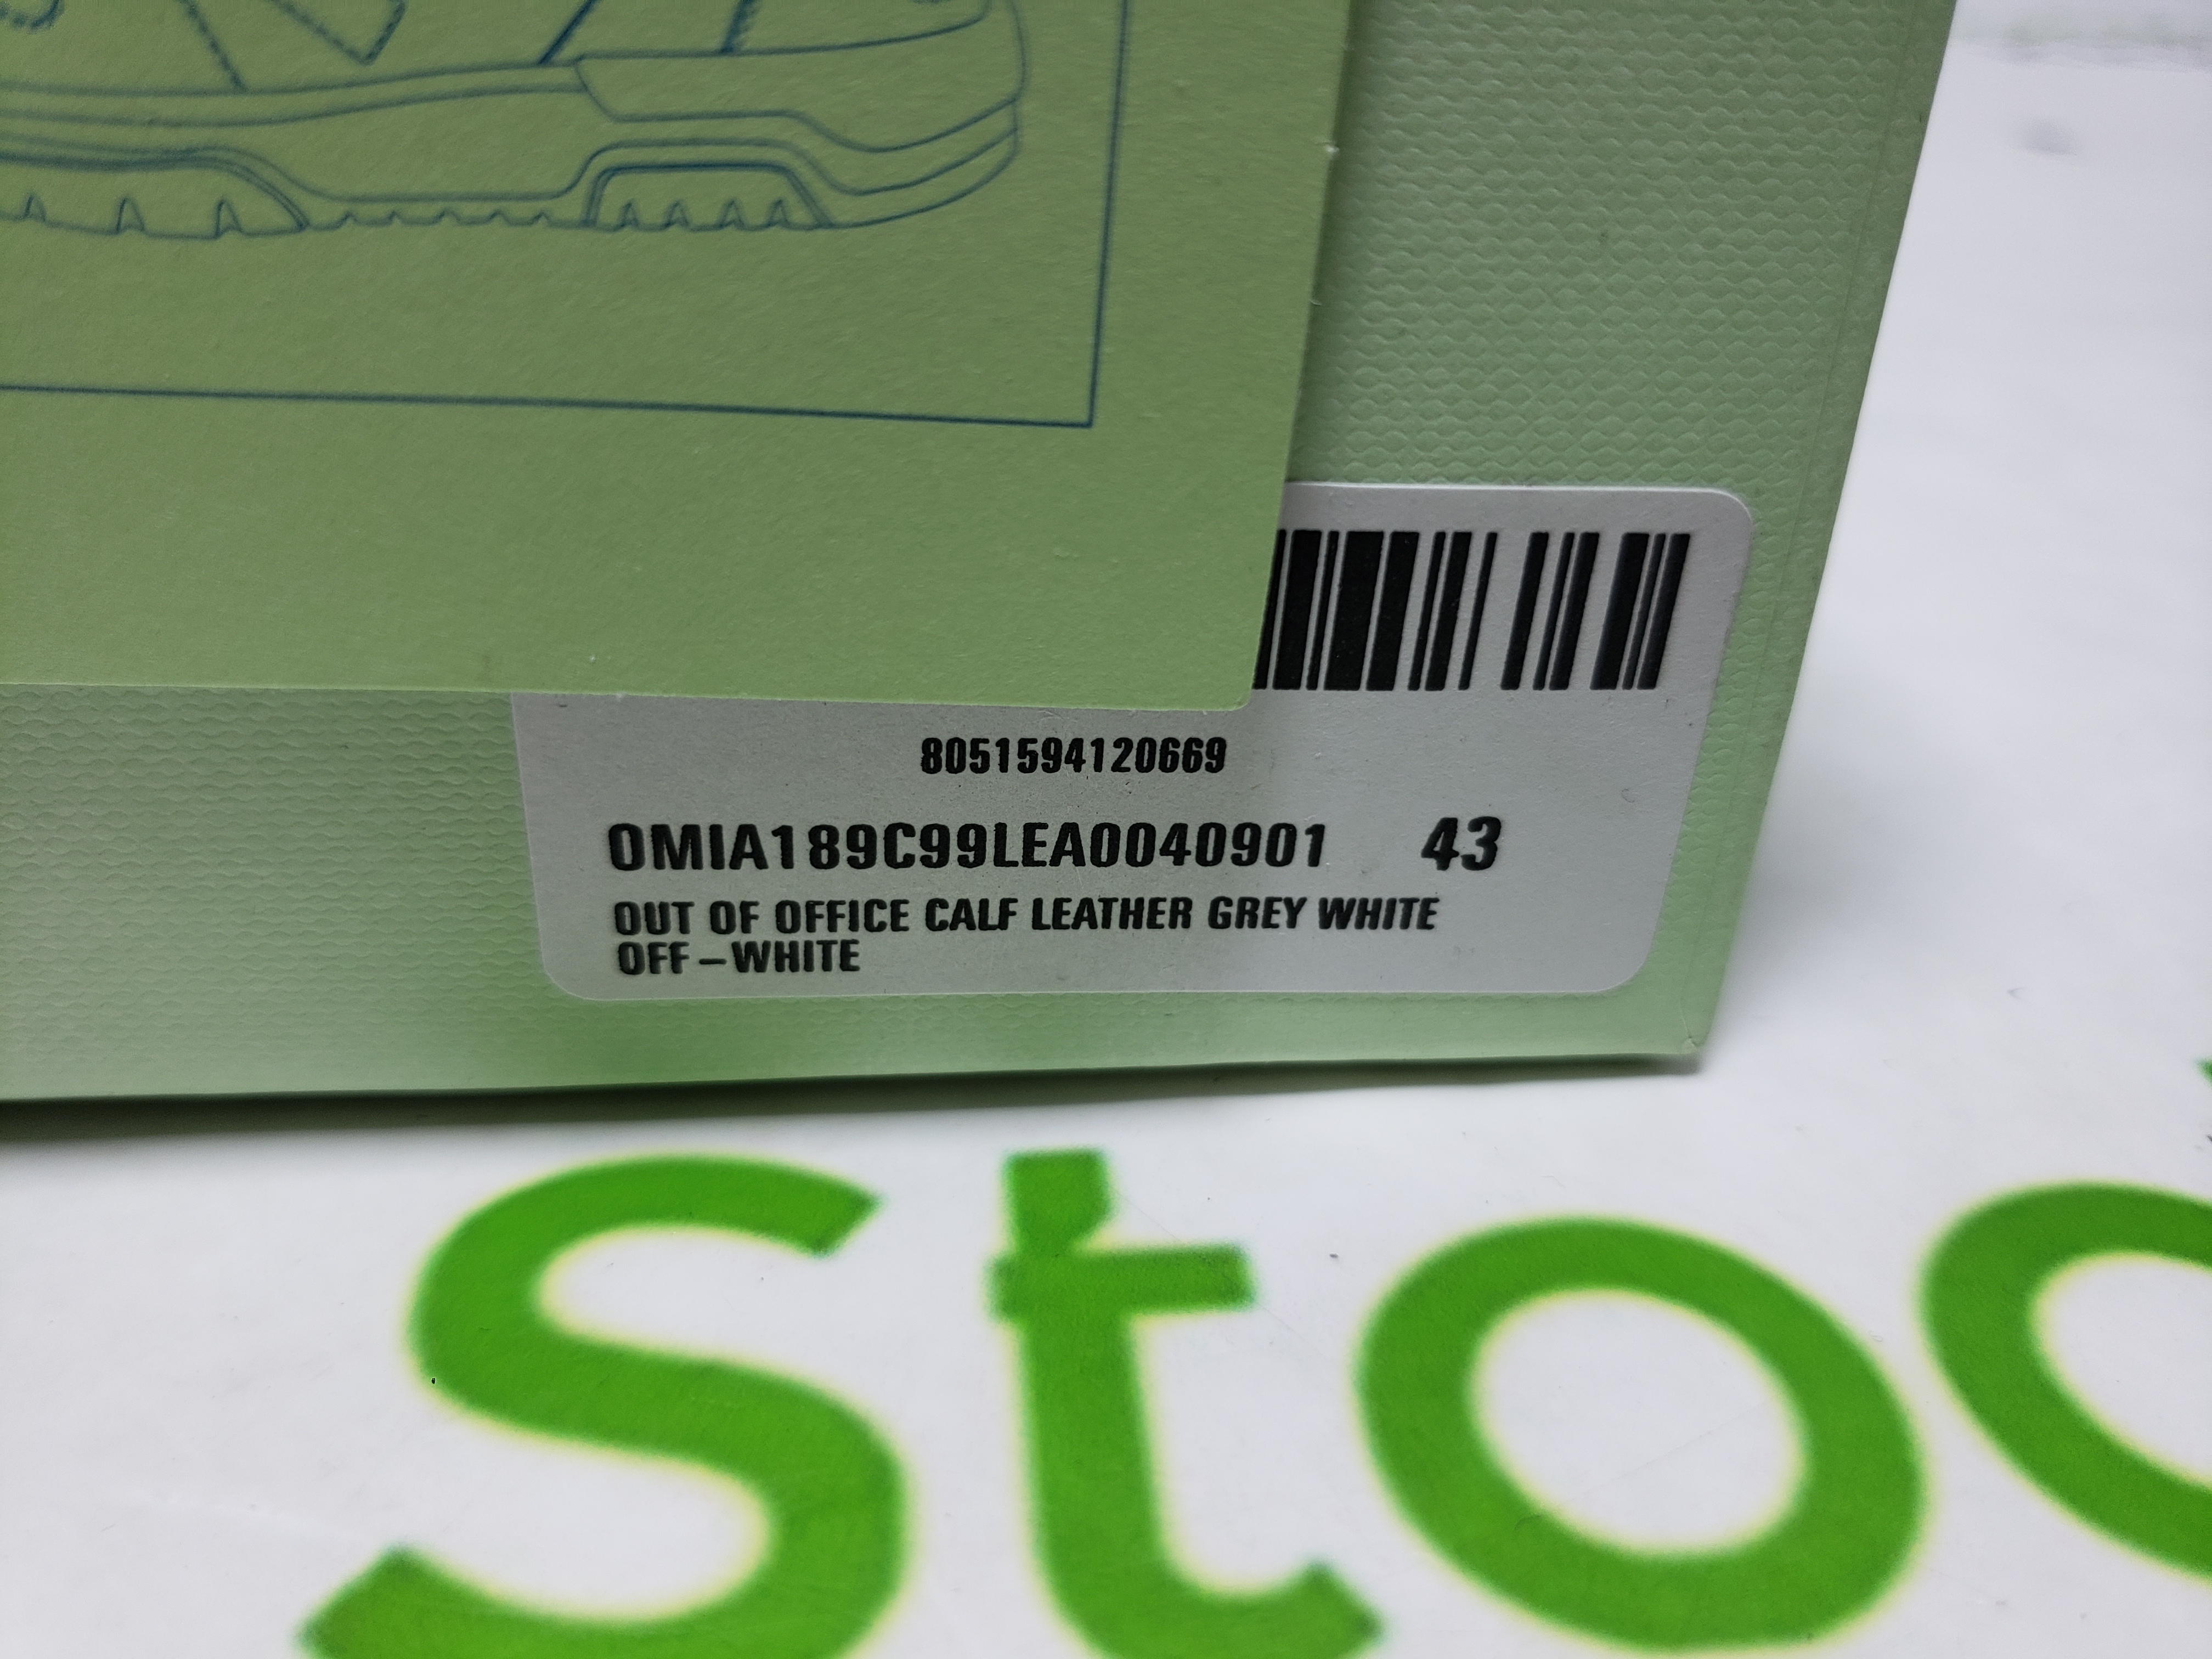 8051594120669
OMIA189C99LEA0040901 43
OUT OF OFFICE CALF LEATHER GREY WHITE
OFF-WHITE
Sto